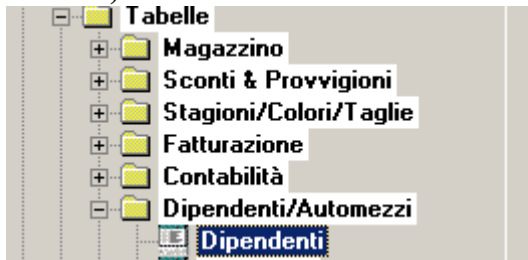 Tabelle
Magazzino
Sconti & Provvigioni
Stagioni/Colori/Taglie
Fatturazione
Contabilità
Dipendenti/Automezzi
Dipendenti